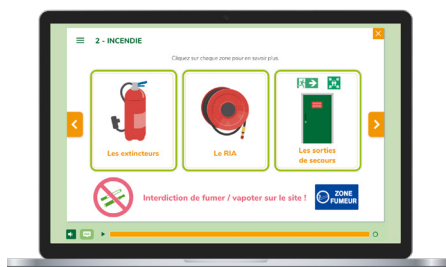 2 - INCENDIE
Cliquez sur chaque zone pour en savoir plus.
Les extincteurs
Le RIA
Les sorties
de secours
Interdiction de fumer / vapoter sur le site !
ZONE
FUMEUR